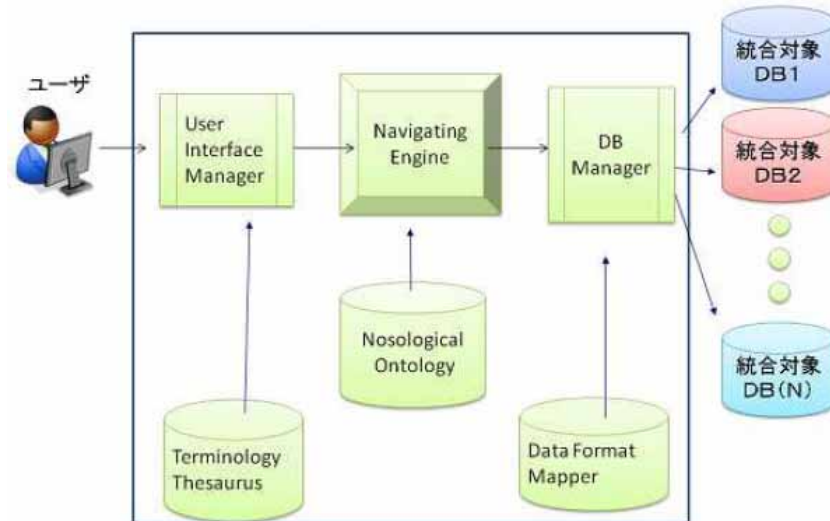 ユーザ
User
Interface
Manager
Navigating
Engine
DB
Manager
統合対象
DB1
統合対象
DB2
統合対象
DB(N)
Nosological
Ontology
Terminology
Thesaurus
Data Format
Mapper